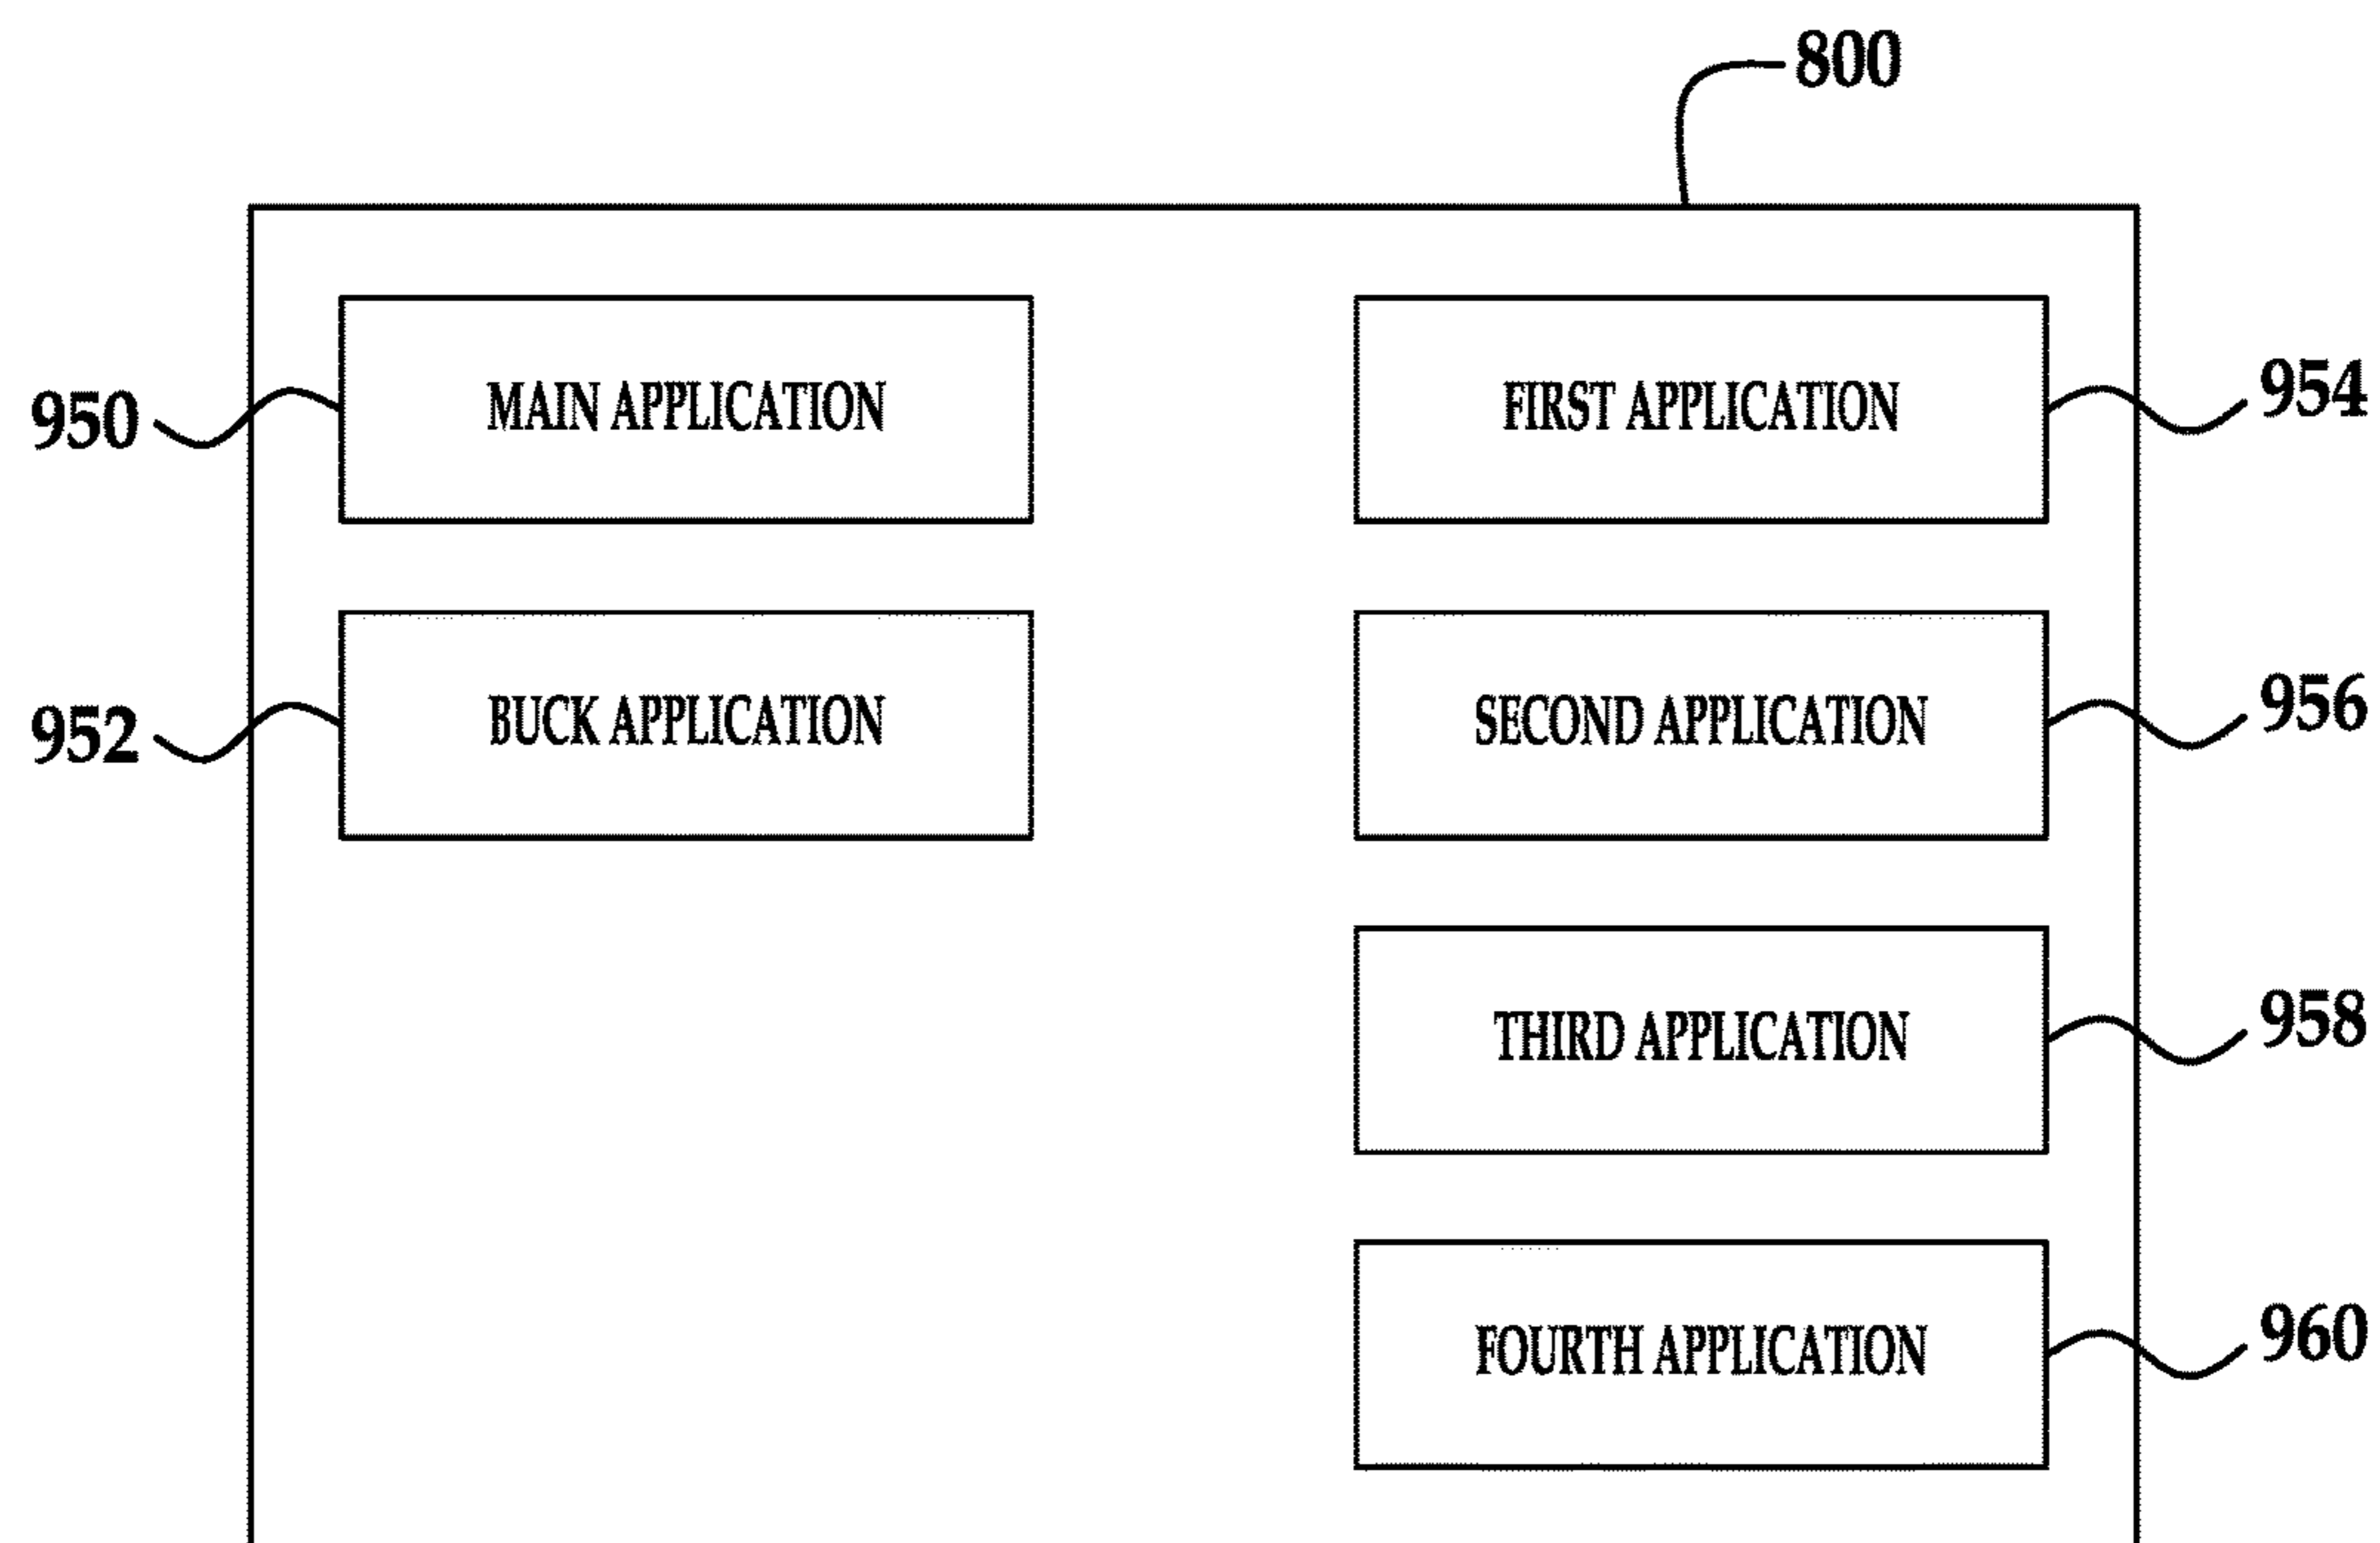 800
950
MAIN APPLICATION
FIRST APPLICATION
954
952
BUCK APPLICATION
SECOND APPLICATION
956
THIRD APPLICATION
958
FOURTH APPLICATION
960